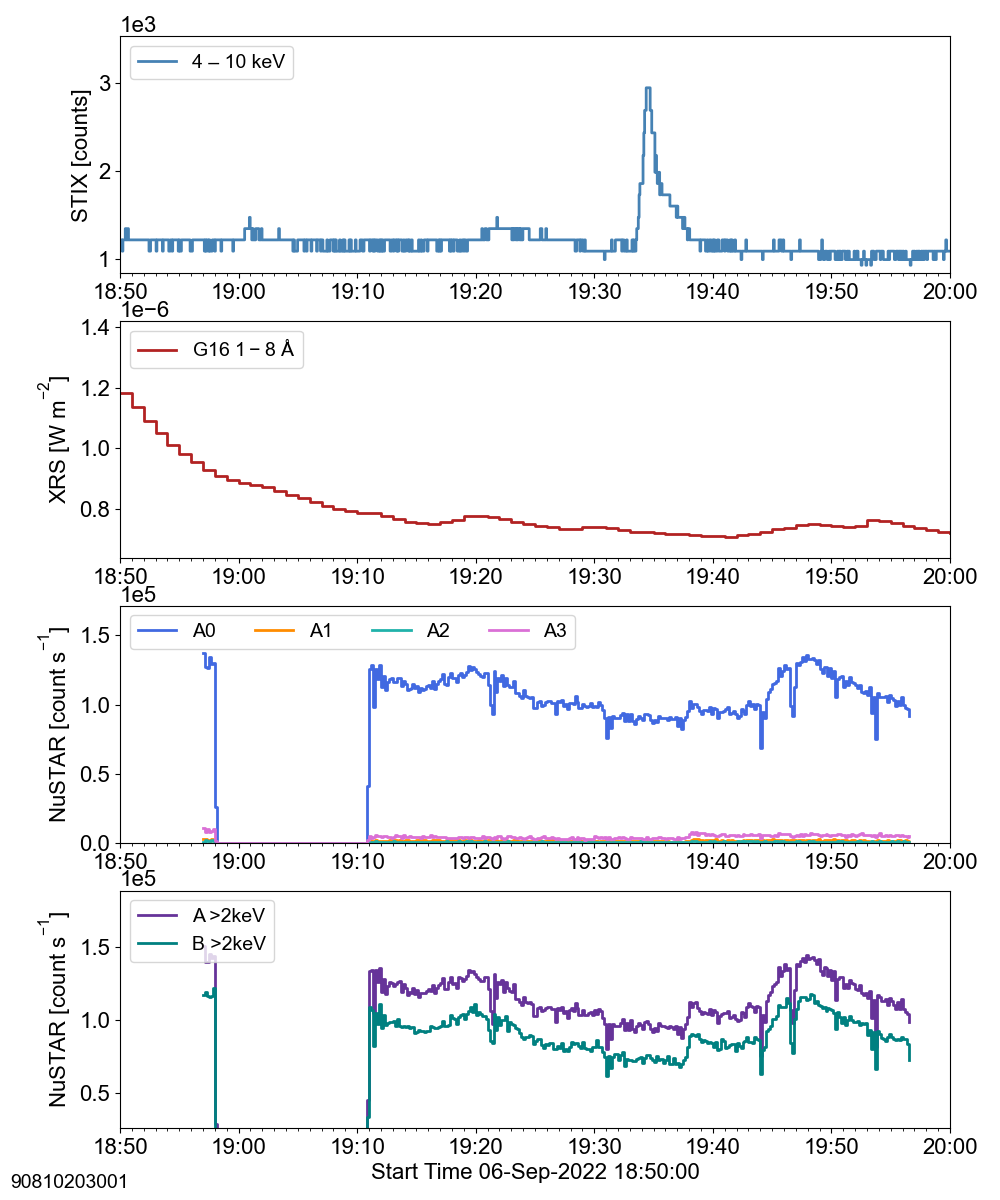 1e3
4 – 10 keV
STIX [counts]
3
2
1
18:50 19:00 19:10 19:20 19:30 19:40 19:50 20:00
1e−6
G16 1 − 8 Å
XRS [W m⁻²]
1.4
1.2
1.0
0.8
18:50 19:00 19:10 19:20 19:30 19:40 19:50 20:00
1e5
A0 A1 A2 A3
NuSTAR [count s⁻¹]
1.5
1.0
0.5
0.0
18:50 19:00 19:10 19:20 19:30 19:40 19:50 20:00
1e5
A >2keV
B >2keV
NuSTAR [count s⁻¹]
1.5
1.0
0.5
18:50 19:00 19:10 19:20 19:30 19:40 19:50 20:00
Start Time 06-Sep-2022 18:50:00
90810203001